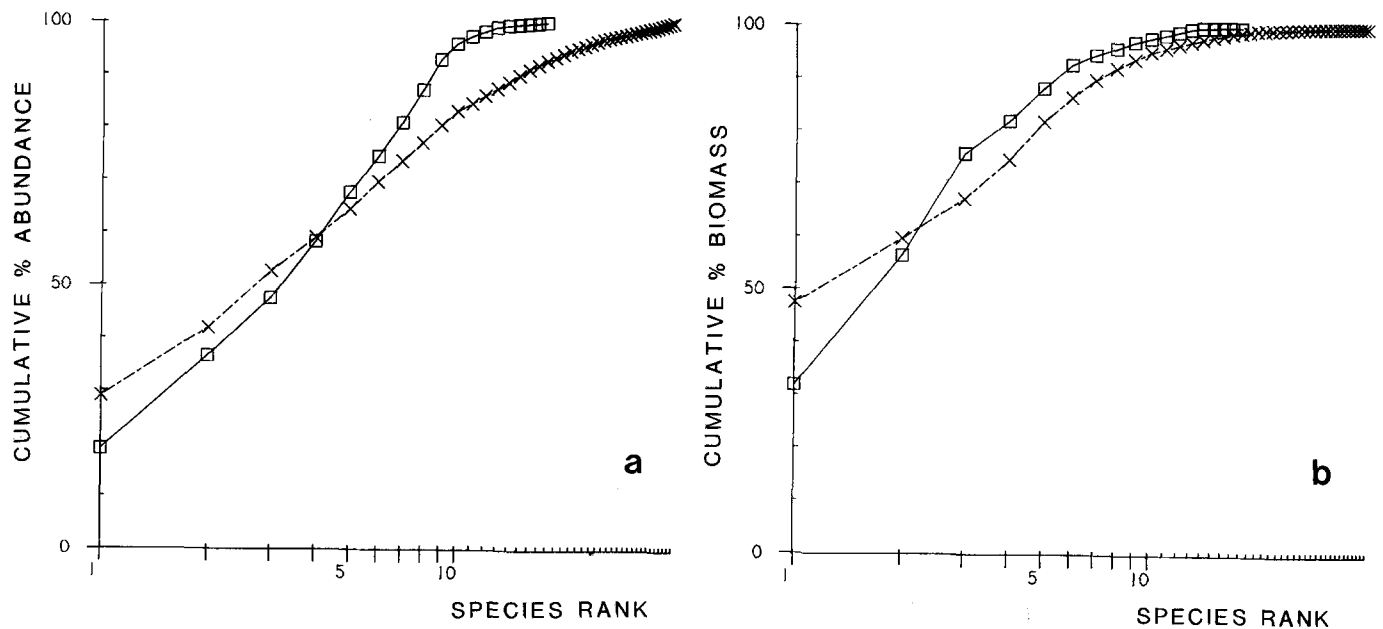 CUMULATIVE % ABUNDANCE
100
50
0
1
5
10
SPECIES RANK
a
CUMULATIVE % BIOMASS
100
50
0
1
5
10
SPECIES RANK
b